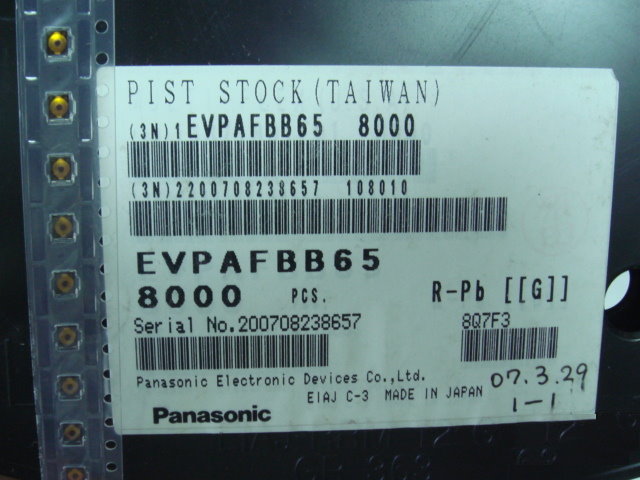 PIST STOCK(TAIWAN)
(3N)1EVPAFBB65 8000
(3N)2200708238657 108010
EVPAFBB65
8000 PCS. R-Pb [[G]]
Serial No.200708238657 8Q7F3
Panasonic Electronic Devices Co.,Ltd.
EIAJ C-3 MADE IN JAPAN 07.3.29
Panasonic 1-1